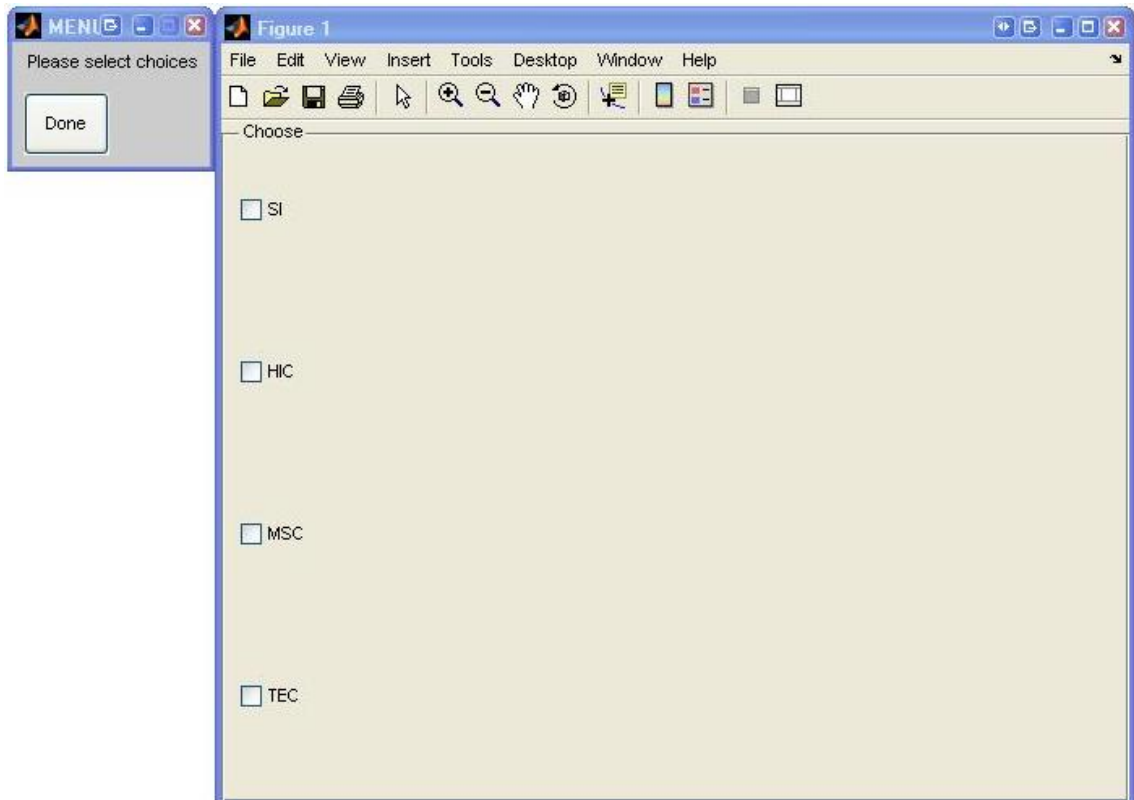 MENU
Please select choices
Done
Figure 1
File Edit View Insert Tools Desktop Window Help
Choose
SI
HIC
MSC
TEC